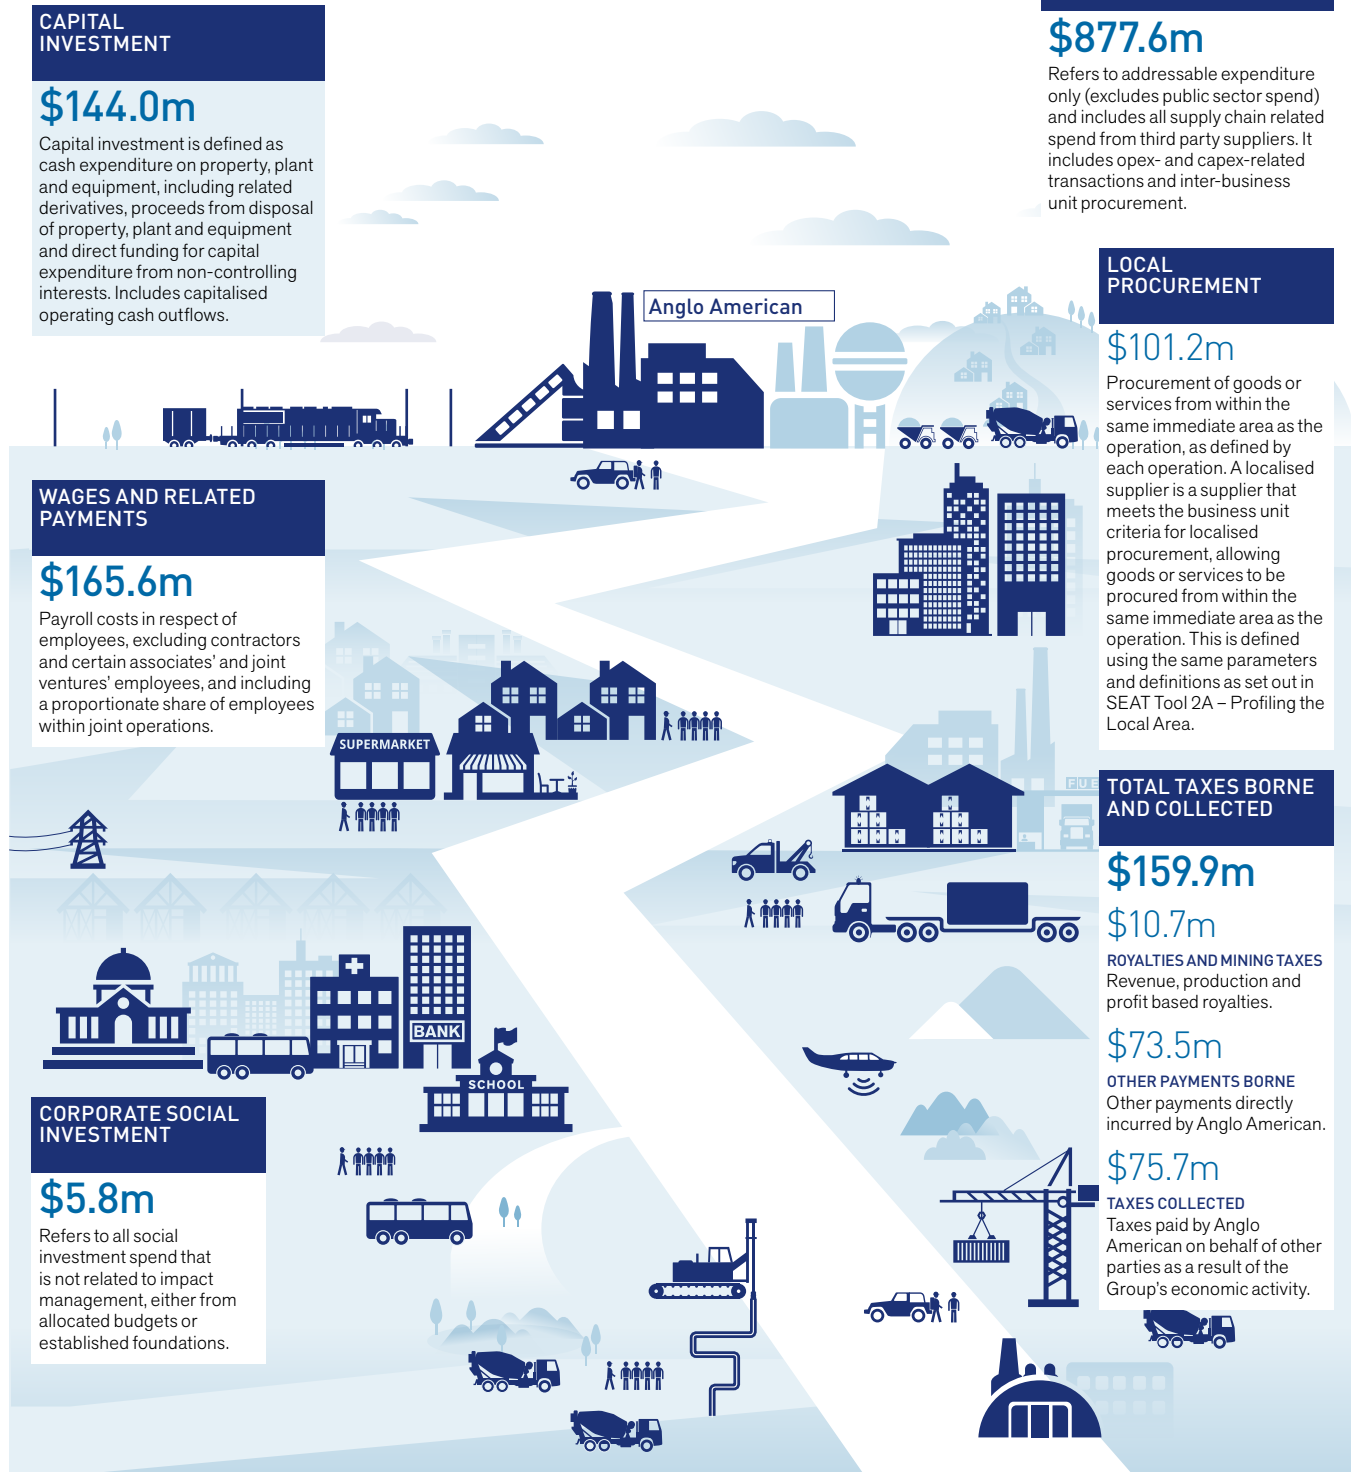 CAPITAL
INVESTMENT
$144.0m
Capital investment is defined as
cash expenditure on property, plant
and equipment, including related
derivatives, proceeds from disposal
of property, plant and equipment
and direct funding for capital
expenditure from non-controlling
interests. Includes capitalised
operating cash outflows.
$877.6m
Refers to addressable expenditure
only (excludes public sector spend)
and includes all supply chain related
spend from third party suppliers. It
includes opex- and capex-related
transactions and inter-business
unit procurement.
Anglo American
LOCAL
PROCUREMENT
$101.2m
Procurement of goods or
services from within the
same immediate area as the
operation, as defined by
each operation. A localised
supplier is a supplier that
meets the business unit
criteria for localised
procurement, allowing
goods or services to be
procured from within the
same immediate area as the
operation. This is defined
using the same parameters
and definitions as set out in
SEAT Tool 2A – Profiling the
Local Area.
WAGES AND RELATED
PAYMENTS
$165.6m
Payroll costs in respect of
employees, excluding contractors
and certain associates' and joint
ventures' employees, and including
a proportionate share of employees
within joint operations.
SUPERMARKET
FUE
TOTAL TAXES BORNE
AND COLLECTED
$159.9m
$10.7m
ROYALTIES AND MINING TAXES
Revenue, production and
profit based royalties.
$73.5m
OTHER PAYMENTS BORNE
Other payments directly
incurred by Anglo American.
$75.7m
TAXES COLLECTED
Taxes paid by Anglo
American on behalf of other
parties as a result of the
Group's economic activity.
BANK
SCHOOL
CORPORATE SOCIAL
INVESTMENT
$5.8m
Refers to all social
investment spend that
is not related to impact
management, either from
allocated budgets or
established foundations.